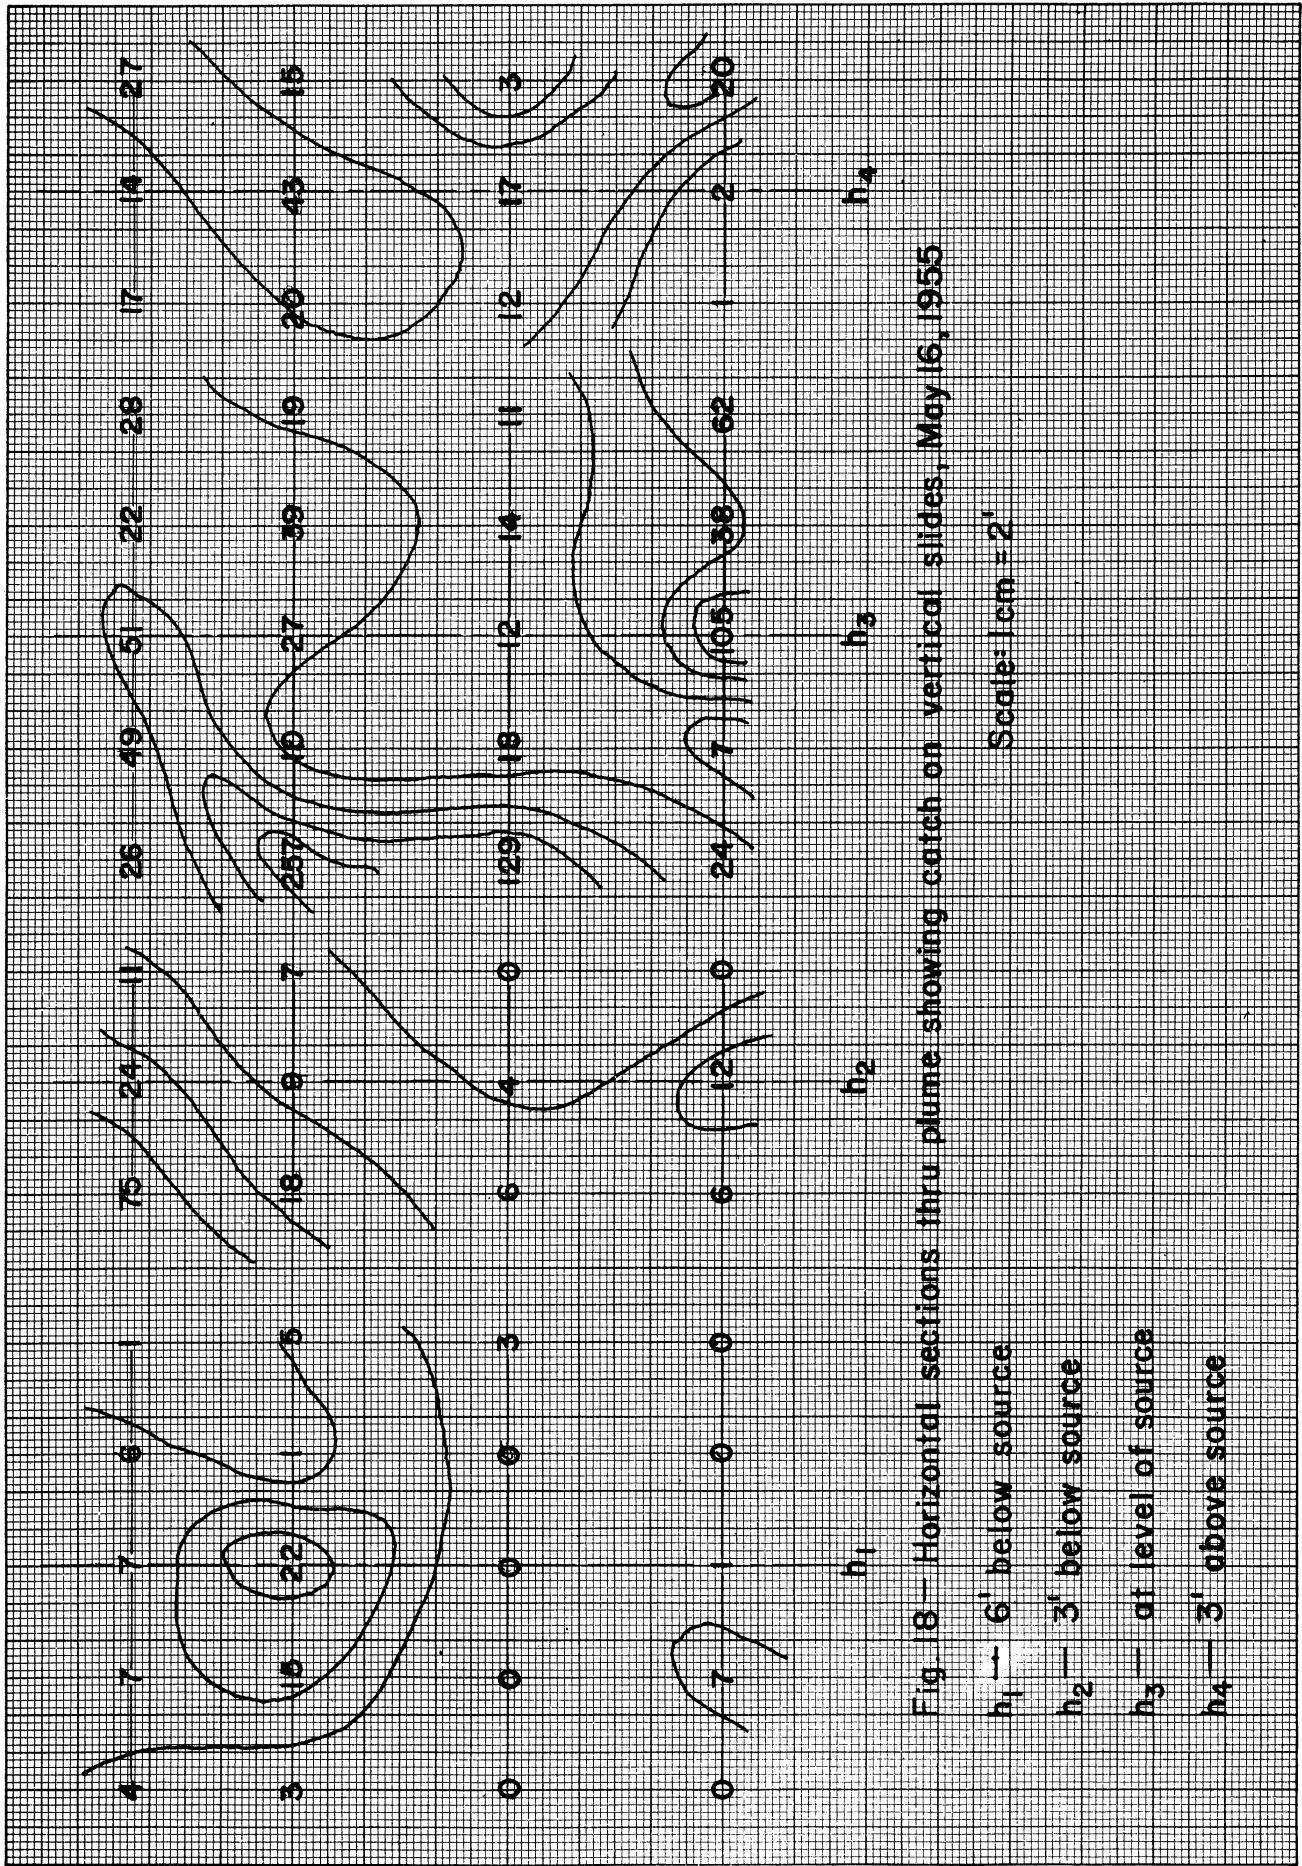 4 7 7 6 1 75 24 11 26 49 51 22 28 17 14 27
3 15 22 1 5 18 9 7 257 10 27 39 19 20 43 15
0 0 0 0 3 6 4 0 129 18 12 14 11 12 17 3
0 7 1 0 0 6 12 0 24 7 105 38 62 1 2 20
h₁ h₂ h₃ h₄
Fig. 18 — Horizontal sections thru plume showing catch on vertical slides, May 16, 1955
h₁ — 6' below source Scale: 1 cm = 2'
h₂ — 3' below source
h₃ — at level of source
h₄ — 3' above source